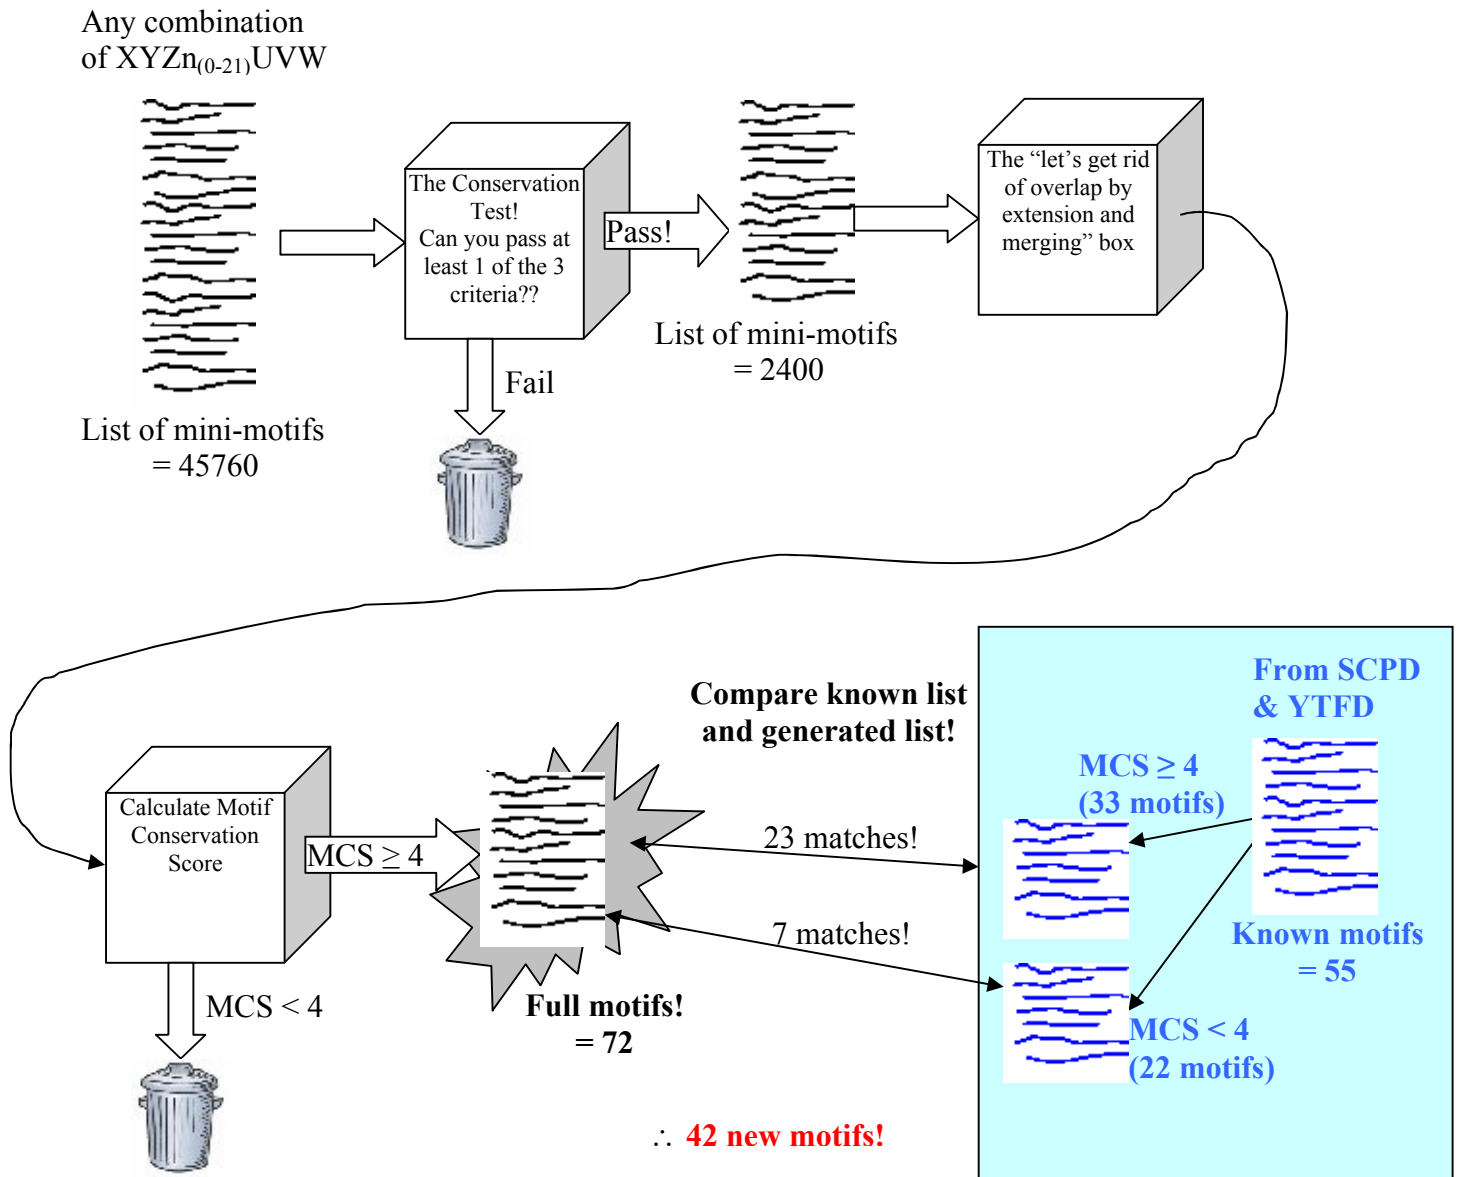 Any combination
of XYZn(0-21)UVW
The Conservation
Test!
Can you pass at
least 1 of the 3
criteria??
Pass!
Fail
List of mini-motifs
= 45760
List of mini-motifs
= 2400
The “let’s get rid
of overlap by
extension and
merging” box
Calculate Motif
Conservation
Score
MCS ≥ 4
MCS < 4
Full motifs!
= 72
Compare known list
and generated list!
23 matches!
7 matches!
From SCPD
& YTFD
MCS ≥ 4
(33 motifs)
Known motifs
= 55
MCS < 4
(22 motifs)
∴ 42 new motifs!